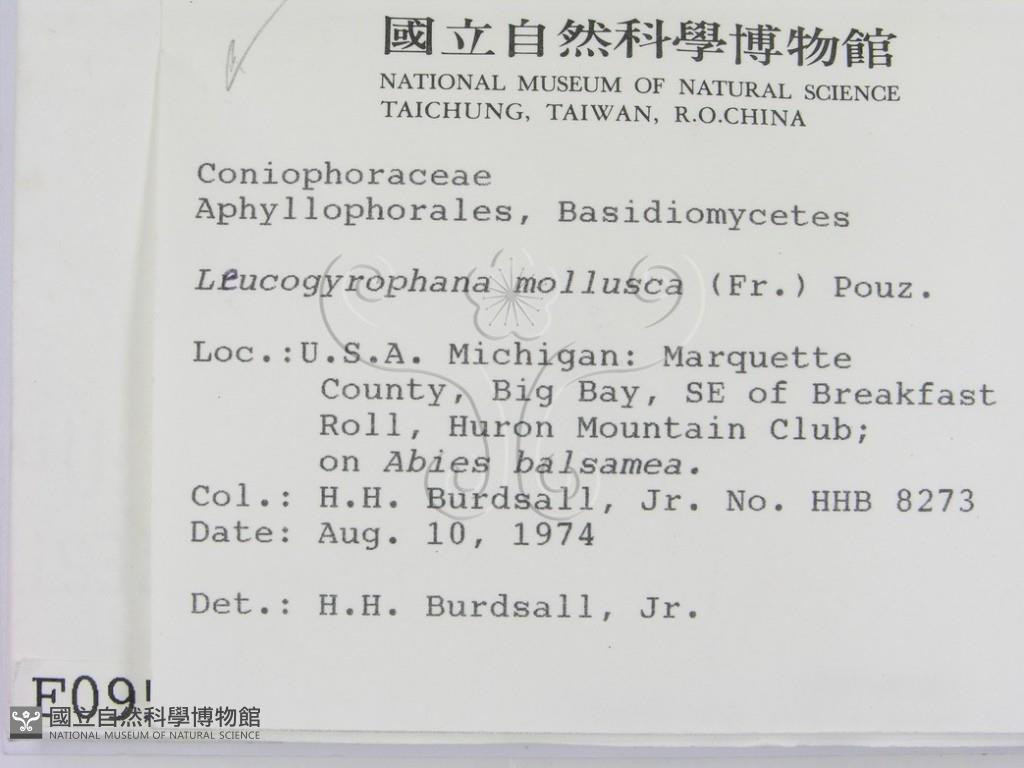 國立自然科學博物館
NATIONAL MUSEUM OF NATURAL SCIENCE
TAICHUNG, TAIWAN, R.O.CHINA
Coniophoraceae
Aphyllophorales, Basidiomycetes
Leucogyrophana mollusca (Fr.) Pouz.
Loc.:U.S.A. Michigan: Marquette
County, Big Bay, SE of Breakfast
Roll, Huron Mountain Club;
on Abies balsamea.
Col.: H.H. Burdsall, Jr. No. HHB 8273
Date: Aug. 10, 1974
Det.: H.H. Burdsall, Jr.
F09
國立自然科學博物館
NATIONAL MUSEUM OF NATURAL SCIENCE